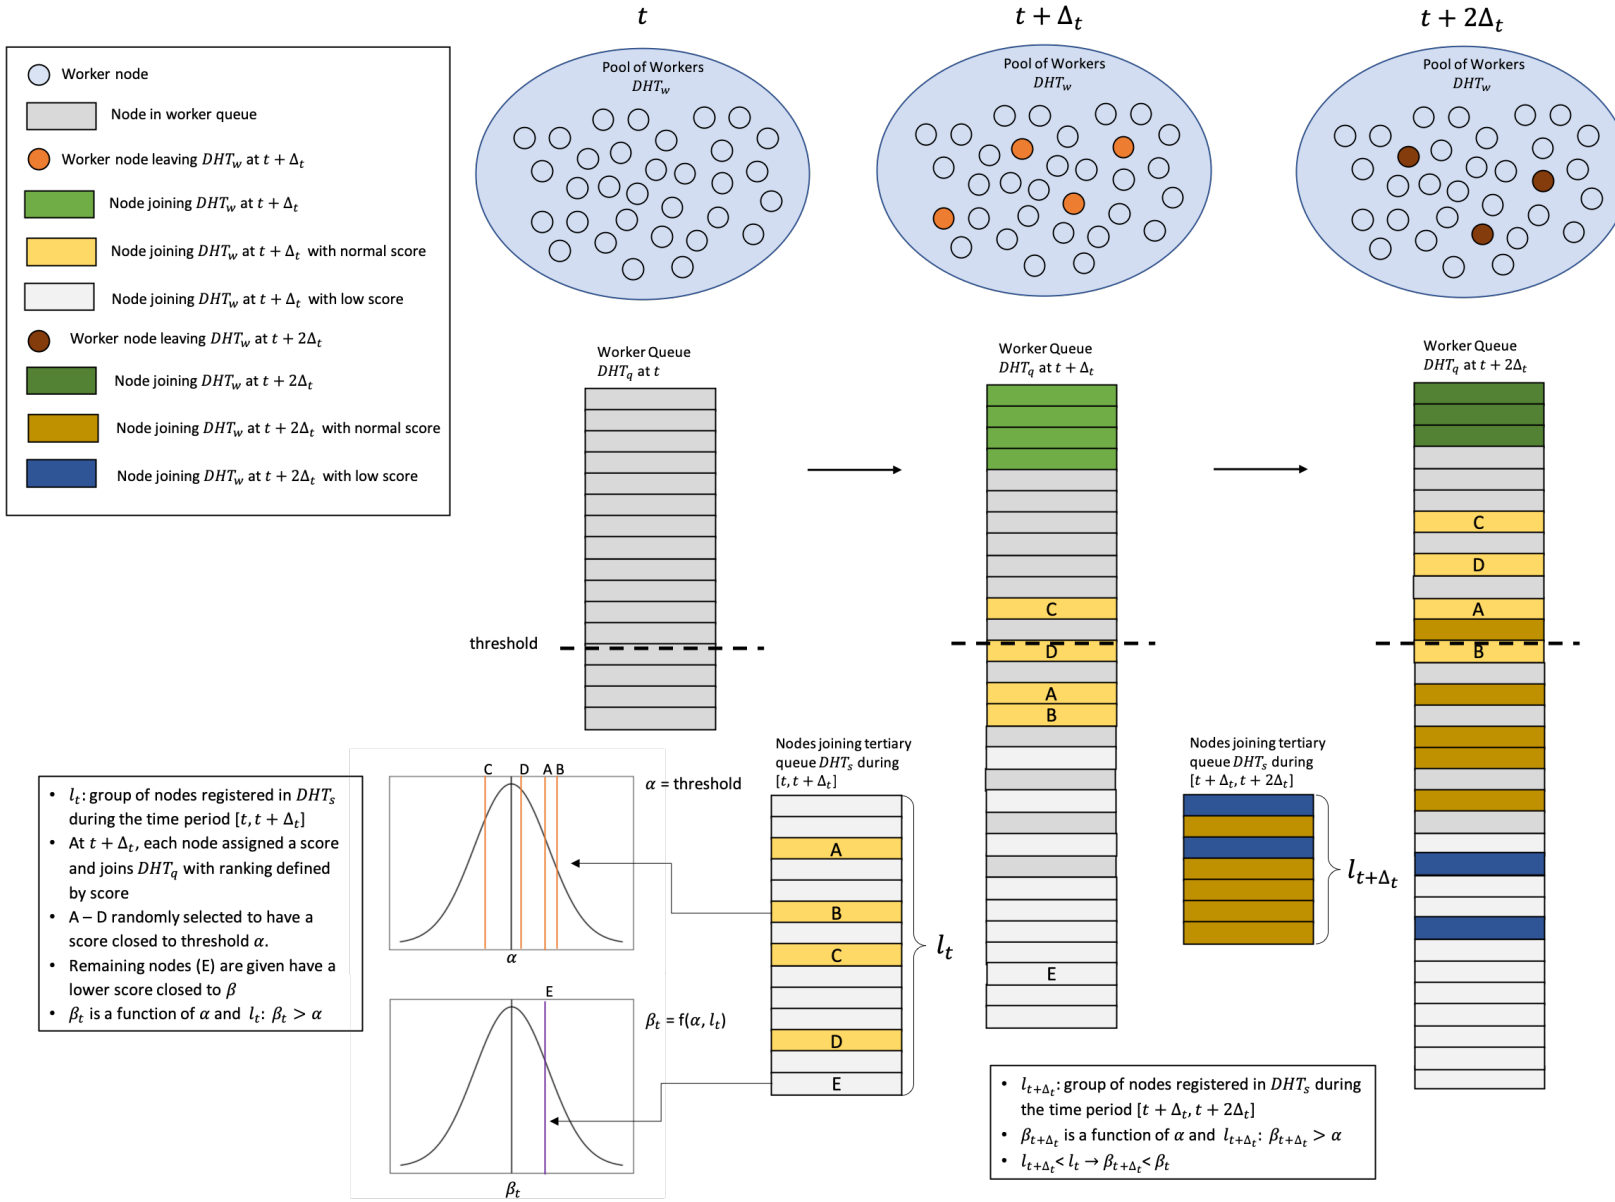 t
t + Δt
t + 2Δt
Worker node
Node in worker queue
Worker node leaving DHTw at t + Δt
Node joining DHTw at t + Δt
Node joining DHTw at t + Δt with normal score
Node joining DHTw at t + Δt with low score
Worker node leaving DHTw at t + 2Δt
Node joining DHTw at t + 2Δt
Node joining DHTw at t + 2Δt with normal score
Node joining DHTw at t + 2Δt with low score
Pool of Workers
DHTw
Pool of Workers
DHTw
Pool of Workers
DHTw
Worker Queue
DHTq at t
threshold
Worker Queue
DHTq at t + Δt
C
D
A
B
E
Worker Queue
DHTq at t + 2Δt
C
D
A
B
• lt: group of nodes registered in DHTs
during the time period [t, t + Δt]
• At t + Δt, each node assigned a score
and joins DHTq with ranking defined
by score
• A – D randomly selected to have a
score closed to threshold α.
• Remaining nodes (E) are given have a
lower score closed to β
• βt is a function of α and lt: βt > α
C D A B
α = threshold
α
E
βt = f(α, lt)
βt
Nodes joining tertiary
queue DHTs during
[t, t + Δt]
A
B
C
D
E
lt
Nodes joining tertiary
queue DHTs during
[t + Δt, t + 2Δt]
lt+Δt
• lt+Δt: group of nodes registered in DHTs during
the time period [t + Δt, t + 2Δt]
• βt+Δt is a function of α and lt+Δt: βt+Δt > α
• lt+Δt< lt → βt+Δt< βt